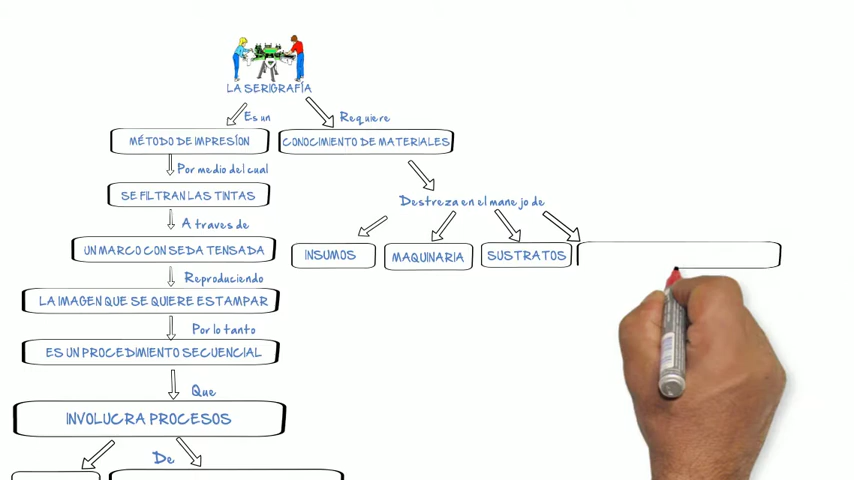 LA SERIGRAFÍA
Es un
Requiere
MÉTODO DE IMPRESÍON
CONOCIMIENTO DE MATERIALES
Por medio del cual
SE FILTRAN LAS TINTAS
Destreza en el manejo de
A traves de
UN MARCO CON SEDA TENSADA
INSUMOS
MAQUINARIA
SUSTRATOS
Reproduciendo
LA IMAGEN QUE SE QUIERE ESTAMPAR
Por lo tanto
ES UN PROCEDIMIENTO SECUENCIAL
Que
INVOLUCRA PROCESOS
De